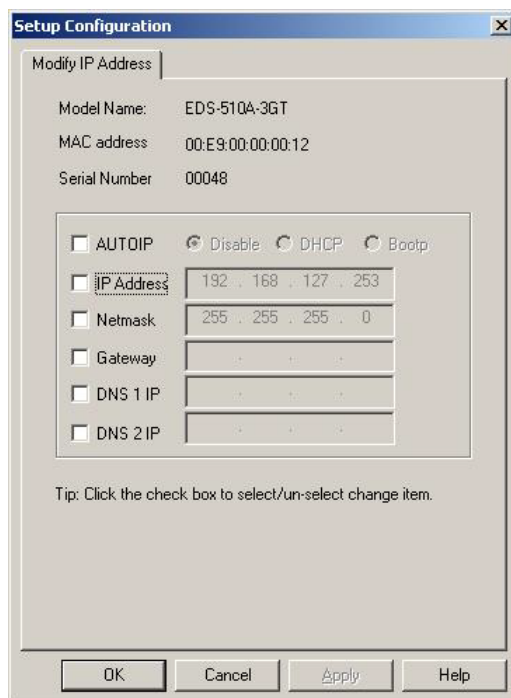 Setup Configuration
Modify IP Address
Model Name: EDS-510A-3GT
MAC address 00:E9:00:00:00:12
Serial Number 00048
AUTOIP Disable DHCP Bootp
IP Address 192 . 168 . 127 . 253
Netmask 255 . 255 . 255 . 0
Gateway . . .
DNS 1 IP . . .
DNS 2 IP . . .
Tip: Click the check box to select/un-select change item.
OK Cancel Apply Help